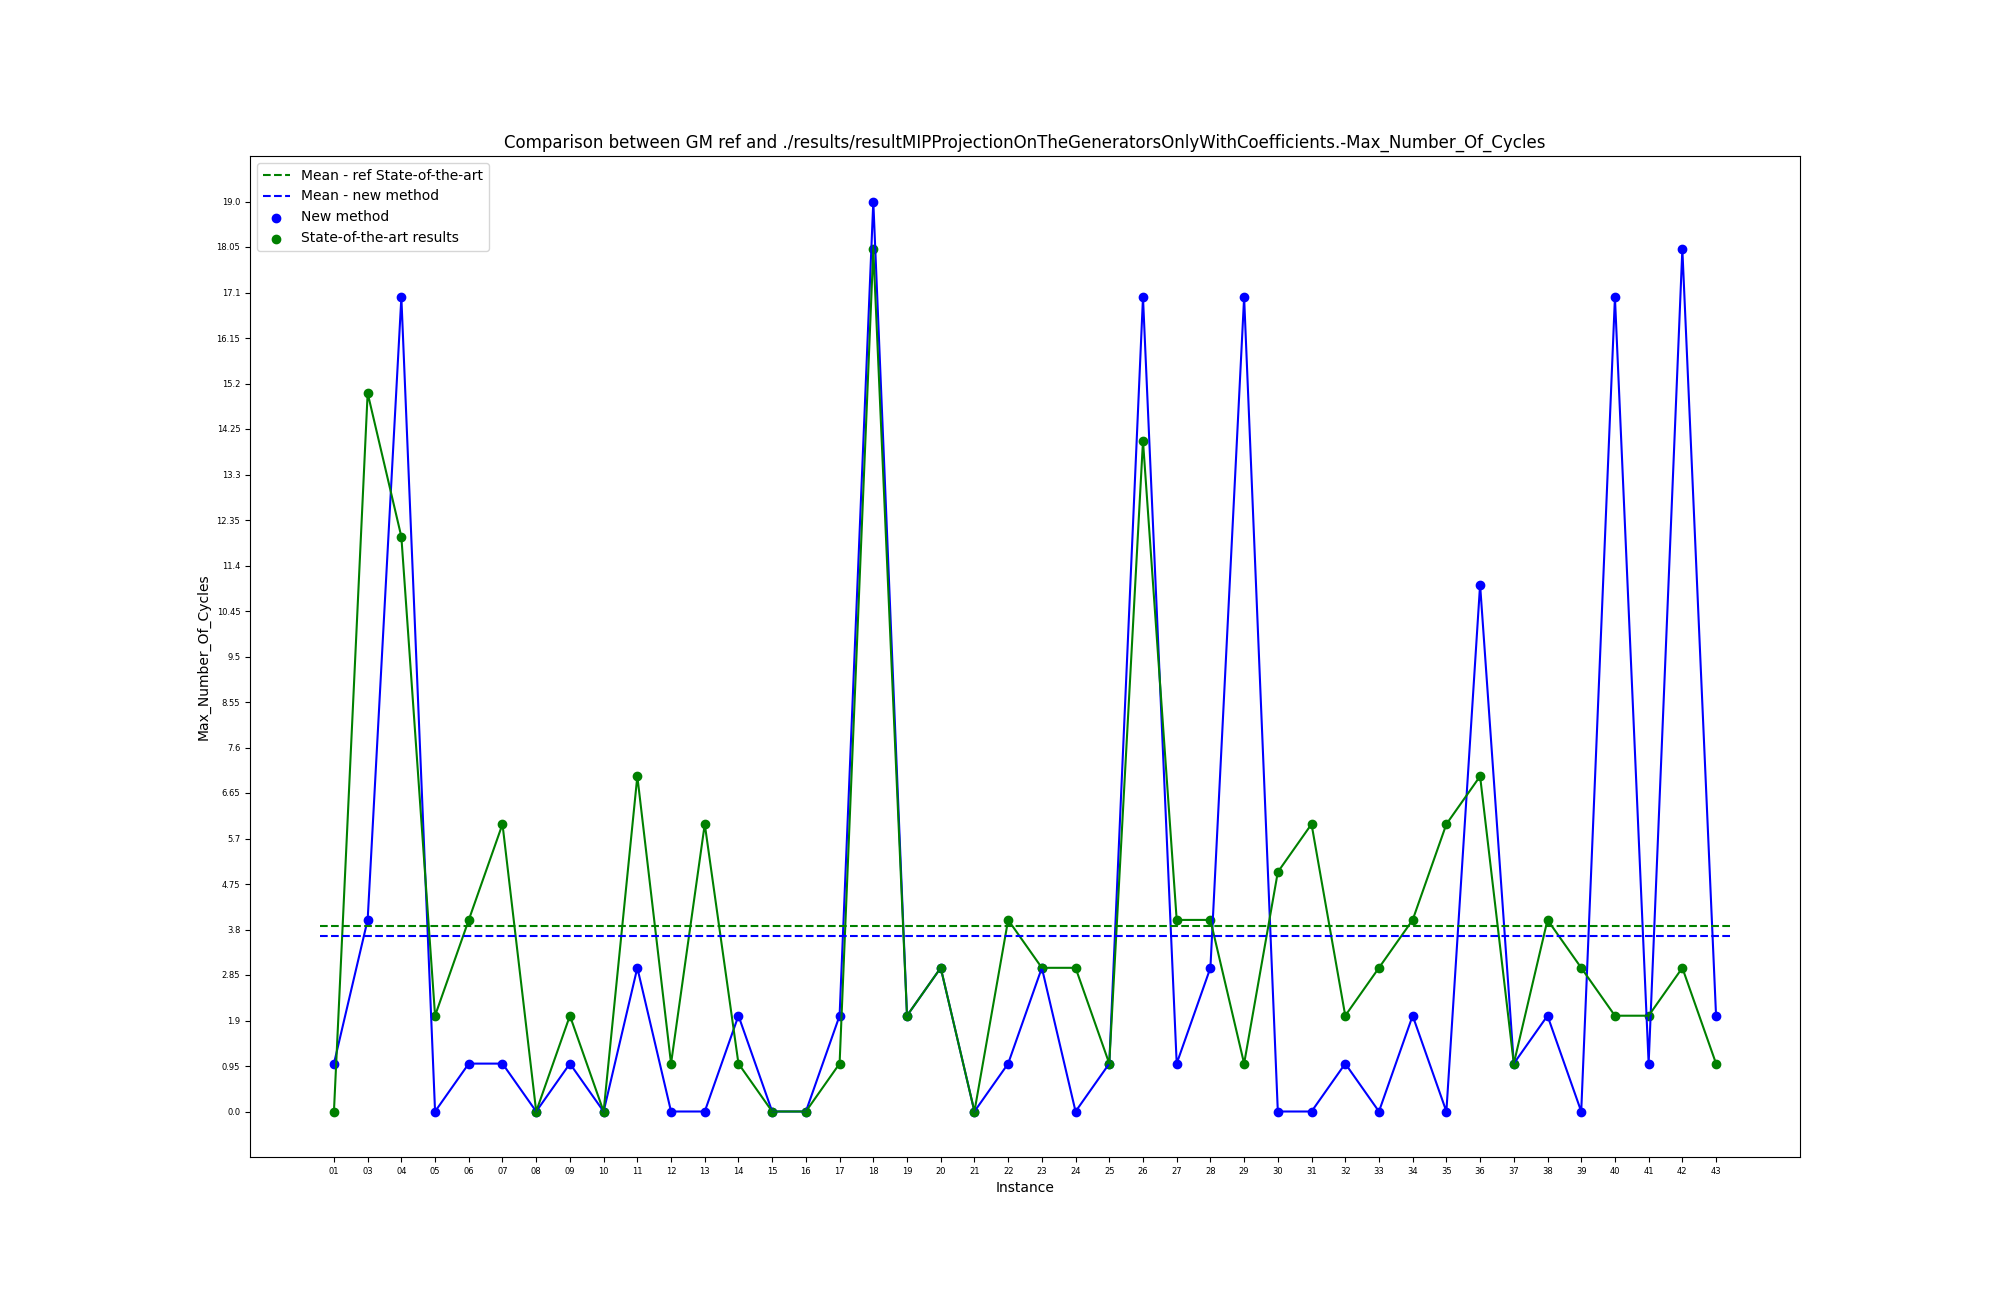 Comparison between GM ref and ./results/resultMIPProjectionOnTheGeneratorsOnlyWithCoefficients.-Max_Number_Of_Cycles
Mean - ref State-of-the-art
Mean - new method
New method
State-of-the-art results
19.0
18.05
17.1
16.15
15.2
14.25
13.3
12.35
11.4
10.45
9.5
8.55
7.6
6.65
5.7
4.75
3.8
2.85
1.9
0.95
0.0
Max_Number_Of_Cycles
01 03 04 05 06 07 08 09 10 11 12 13 14 15 16 17 18 19 20 21 22 23 24 25 26 27 28 29 30 31 32 33 34 35 36 37 38 39 40 41 42 43
Instance